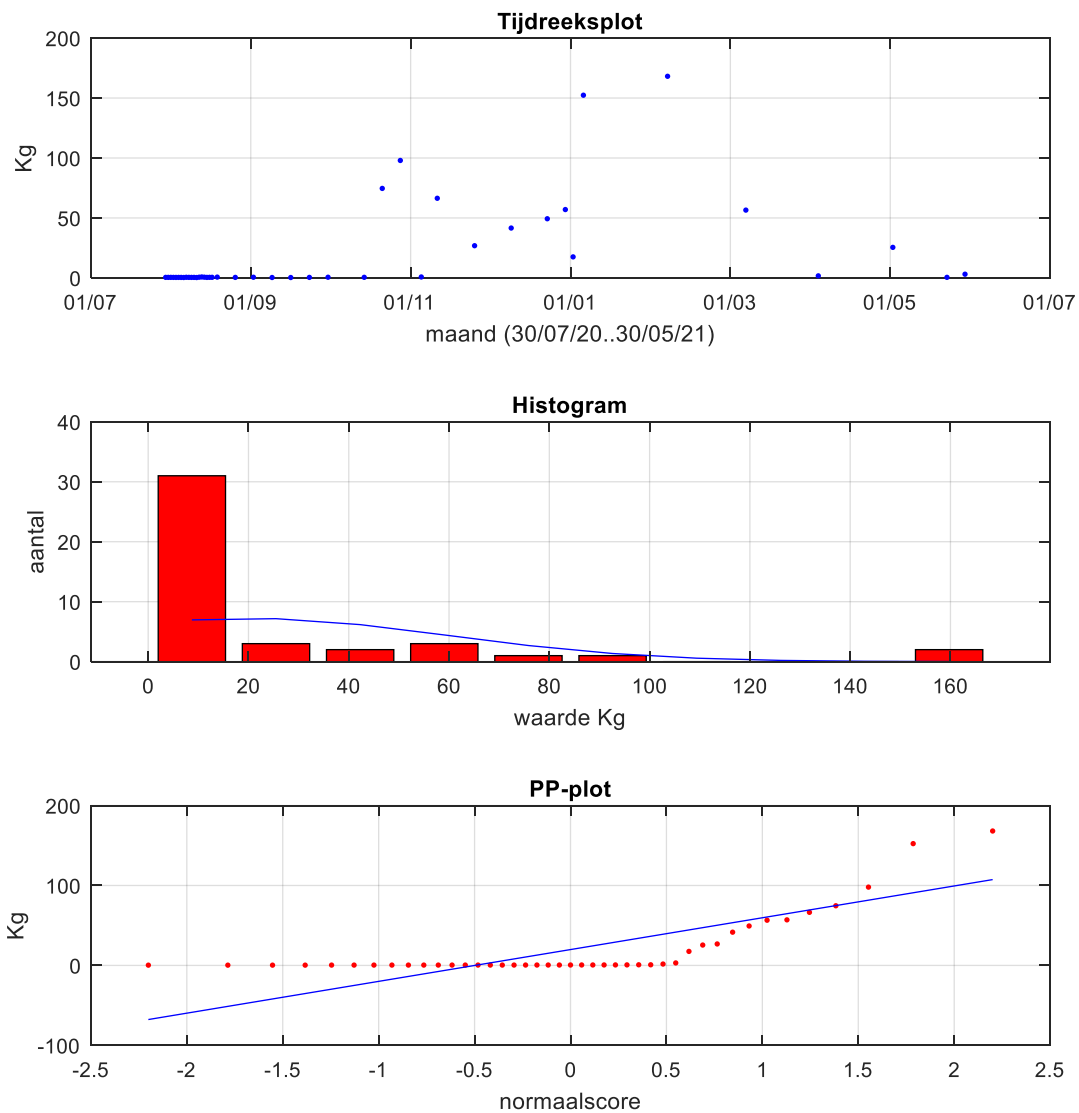 Tijdreeksplot
200
150
100
50
0
Kg
01/07 01/09 01/11 01/01 01/03 01/05 01/07
maand (30/07/20..30/05/21)
Histogram
40
30
20
10
0
aantal
0 20 40 60 80 100 120 140 160
waarde Kg
PP-plot
200
100
0
-100
Kg
-2.5 -2 -1.5 -1 -0.5 0 0.5 1 1.5 2 2.5
normaalscore